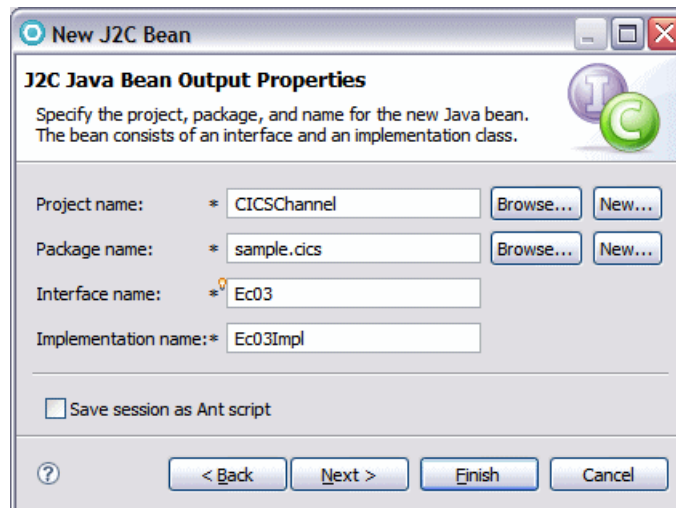 New J2C Bean
J2C Java Bean Output Properties
Specify the project, package, and name for the new Java bean.
The bean consists of an interface and an implementation class.
I C
Project name: * CICSChannel Browse... New...
Package name: * sample.cics Browse... New...
Interface name: * Ec03
Implementation name:* Ec03Impl
Save session as Ant script
? < Back Next > Finish Cancel